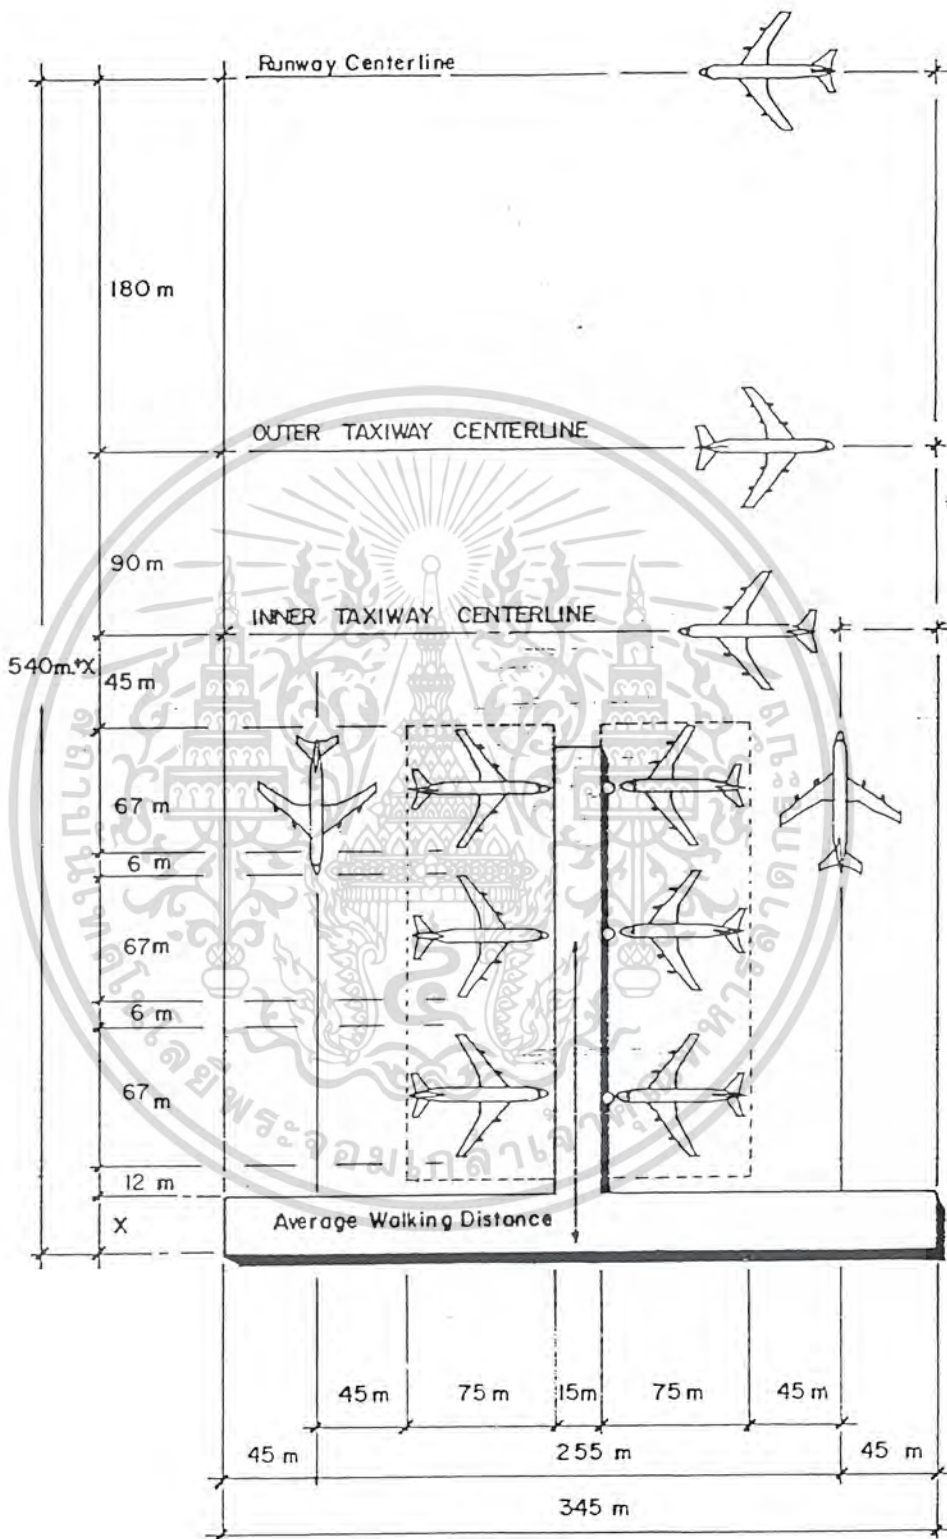 Runway Centerline
180 m
OUTER TAXIWAY CENTERLINE
90 m
INNER TAXIWAY CENTERLINE
540m.+X
45 m
67 m
6 m
67m
6 m
67 m
12 m
X
Average Walking Distance
45 m 75 m 15m 75 m 45 m
45 m 255 m 45 m
345 m